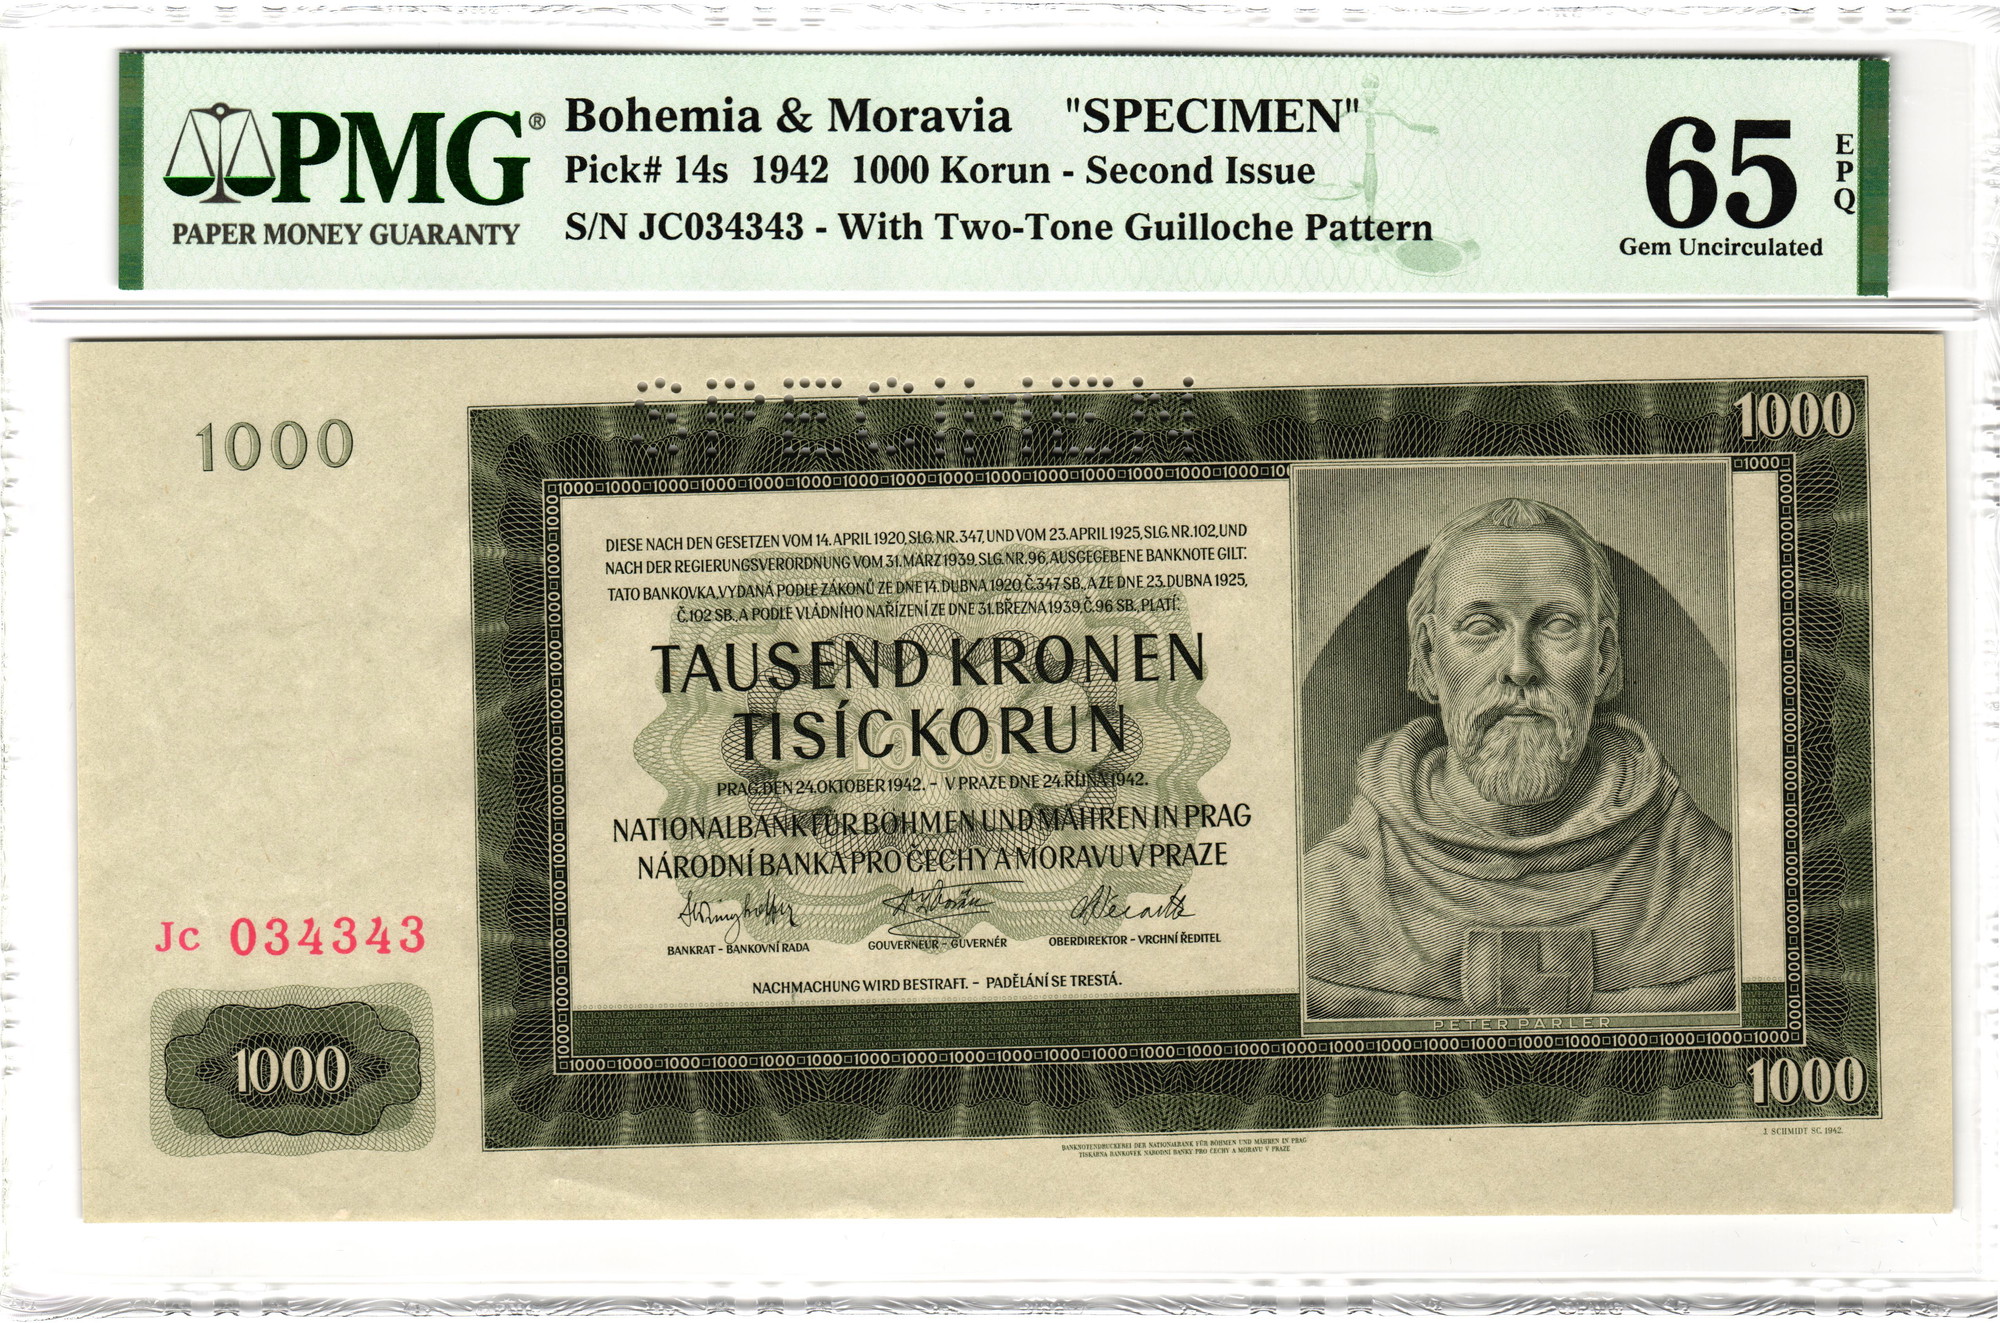 PMG®
PAPER MONEY GUARANTY
Bohemia & Moravia "SPECIMEN"
Pick# 14s 1942 1000 Korun - Second Issue
S/N JC034343 - With Two-Tone Guilloche Pattern
65
EPQ
Gem Uncirculated
SPECIMEN
1000
1000
DIESE NACH DEN GESETZEN VOM 14. APRIL 1920, SLG. NR. 347, UND VOM 23. APRIL 1925, SLG. NR. 102, UND
NACH DER REGIERUNGSVERORDNUNG VOM 31. MÄRZ 1939, SLG. NR. 96, AUSGEGEBENE BANKNOTE GILT.
TATO BANKOVKA, VYDANÁ PODLE ZÁKONŮ ZE DNE 14. DUBNA 1920, Č. 347 SB., A ZE DNE 23. DUBNA 1925,
Č. 102 SB., A PODLE VLÁDNÍHO NAŘÍZENÍ ZE DNE 31. BŘEZNA 1939, Č. 96 SB., PLATÍ.
TAUSEND KRONEN
TISÍC KORUN
PRAG, DEN 24. OKTOBER 1942. - V PRAZE DNE 24. ŘÍJNA 1942.
NATIONALBANK FÜR BÖHMEN UND MÄHREN IN PRAG
NÁRODNÍ BANKA PRO ČECHY A MORAVU V PRAZE
BANKRAT - BANKOVNÍ RADA
GOUVERNEUR - GUVERNÉR
OBERDIREKTOR - VRCHNÍ ŘEDITEL
NACHMACHUNG WIRD BESTRAFT. - PADĚLÁNÍ SE TRESTÁ.
Jc 034343
1000
PETER PARLER
1000
BANKNOTENDRUCKEREI DER NATIONALBANK FÜR BÖHMEN UND MÄHREN IN PRAG
TISKÁRNA BANKOVEK NÁRODNÍ BANKY PRO ČECHY A MORAVU V PRAZE
J. SCHMIDT SC. 1942.